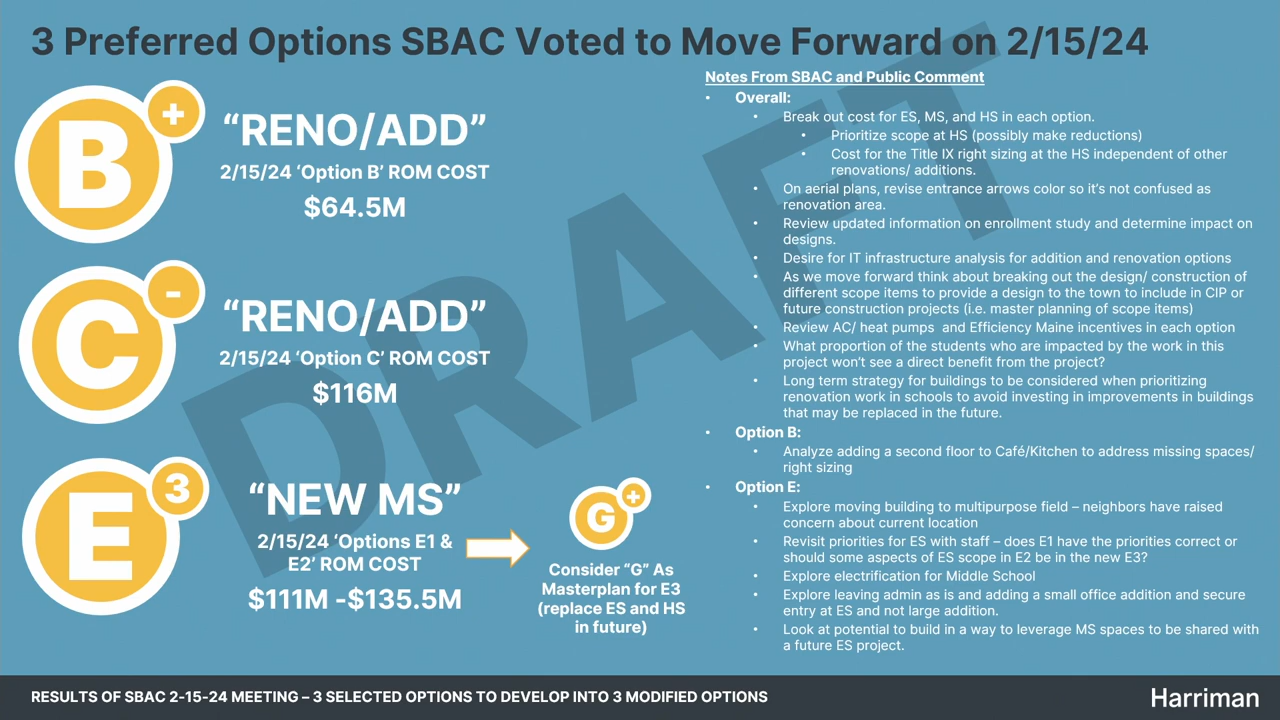 3 Preferred Options SBAC Voted to Move Forward on 2/15/24
B
+
“RENO/ADD”
2/15/24 ‘Option B’ ROM COST
$64.5M
C
-
“RENO/ADD”
2/15/24 ‘Option C’ ROM COST
$116M
E
3
“NEW MS”
2/15/24 ‘Options E1 &
E2’ ROM COST
$111M -$135.5M
G
+
Consider “G” As
Masterplan for E3
(replace ES and HS
in future)
Notes From SBAC and Public Comment
• Overall:
• Break out cost for ES, MS, and HS in each option.
• Prioritize scope at HS (possibly make reductions)
• Cost for the Title IX right sizing at the HS independent of other
renovations/ additions.
• On aerial plans, revise entrance arrows color so it’s not confused as
renovation area.
• Review updated information on enrollment study and determine impact on
designs.
• Desire for IT infrastructure analysis for addition and renovation options
• As we move forward think about breaking out the design/ construction of
different scope items to provide a design to the town to include in CIP or
future construction projects (i.e. master planning of scope items)
• Review AC/ heat pumps  and Efficiency Maine incentives in each option
• What proportion of the students who are impacted by the work in this
project won’t see a direct benefit from the project?
• Long term strategy for buildings to be considered when prioritizing
renovation work in schools to avoid investing in improvements in buildings
that may be replaced in the future.
• Option B:
• Analyze adding a second floor to Café/Kitchen to address missing spaces/
right sizing
• Option E:
• Explore moving building to multipurpose field – neighbors have raised
concern about current location
• Revisit priorities for ES with staff – does E1 have the priorities correct or
should some aspects of ES scope in E2 be in the new E3?
• Explore electrification for Middle School
• Explore leaving admin as is and adding a small office addition and secure
entry at ES and not large addition.
• Look at potential to build in a way to leverage MS spaces to be shared with
a future ES project.
DRAFT
RESULTS OF SBAC 2-15-24 MEETING – 3 SELECTED OPTIONS TO DEVELOP INTO 3 MODIFIED OPTIONS
Harriman